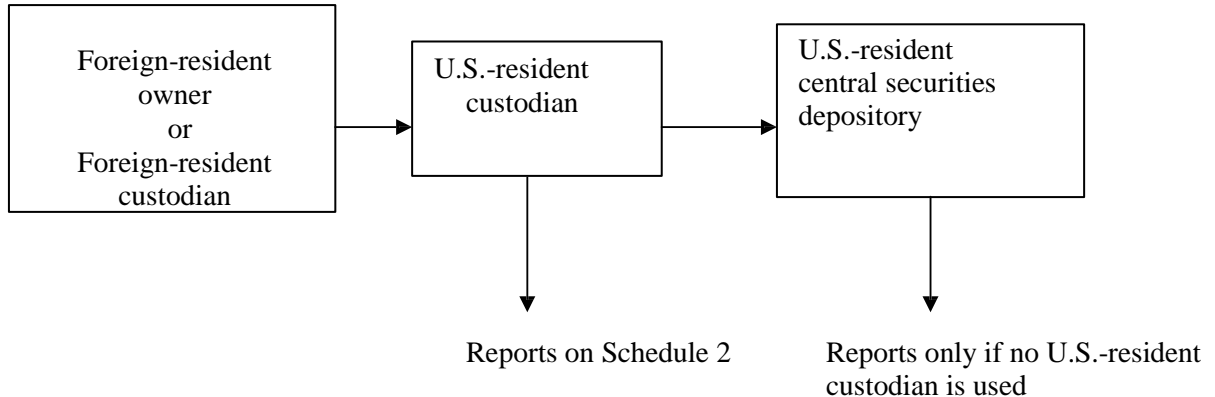 Foreign-resident
owner
or
Foreign-resident
custodian
U.S.-resident
custodian
U.S.-resident
central securities
depository
Reports on Schedule 2
Reports only if no U.S.-resident
custodian is used